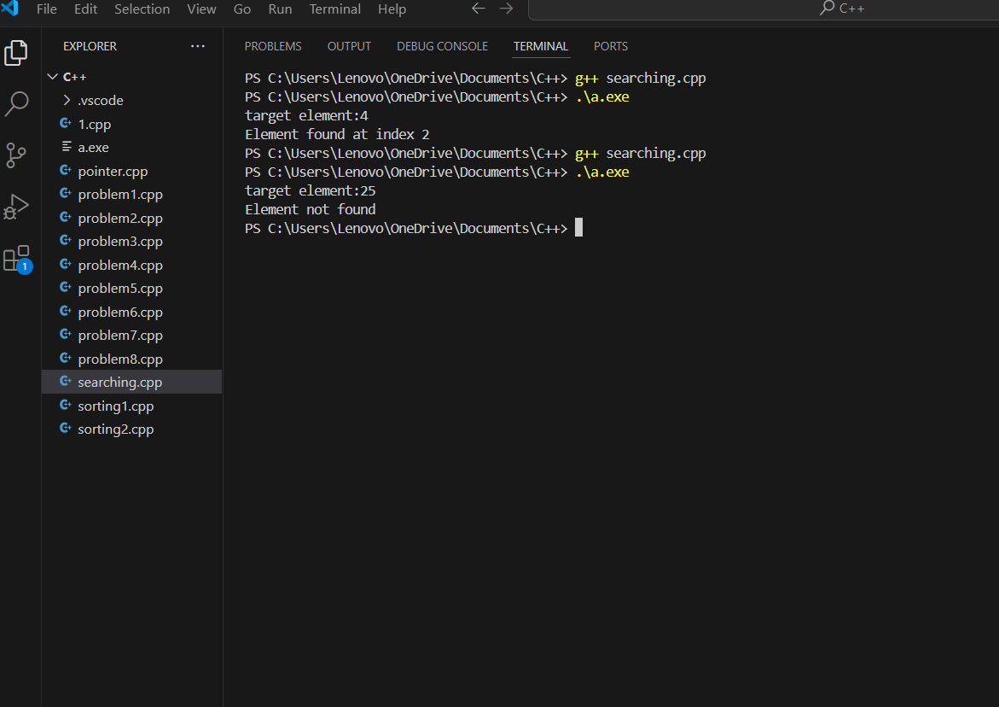 File Edit Selection View Go Run Terminal Help C++
EXPLORER ...
C++
.vscode
1.cpp
a.exe
pointer.cpp
problem1.cpp
problem2.cpp
problem3.cpp
problem4.cpp
problem5.cpp
problem6.cpp
problem7.cpp
problem8.cpp
searching.cpp
sorting1.cpp
sorting2.cpp
1
PROBLEMS OUTPUT DEBUG CONSOLE TERMINAL PORTS
PS C:\Users\Lenovo\OneDrive\Documents\C++> g++ searching.cpp
PS C:\Users\Lenovo\OneDrive\Documents\C++> .\a.exe
target element:4
Element found at index 2
PS C:\Users\Lenovo\OneDrive\Documents\C++> g++ searching.cpp
PS C:\Users\Lenovo\OneDrive\Documents\C++> .\a.exe
target element:25
Element not found
PS C:\Users\Lenovo\OneDrive\Documents\C++>